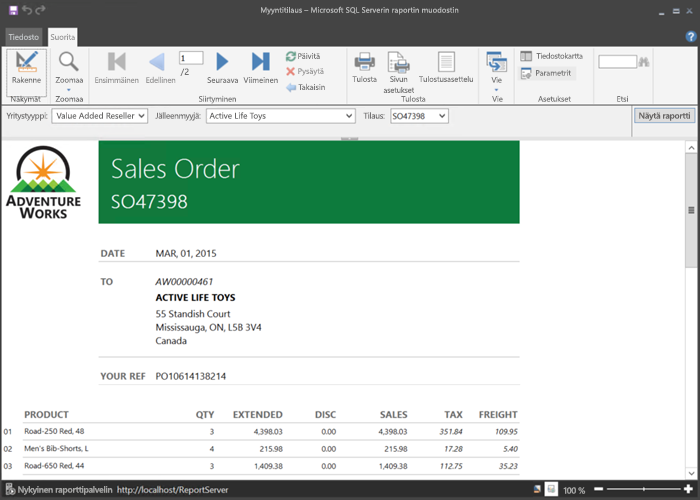 Myyntitilaus – Microsoft SQL Serverin raportin muodostin
Tiedosto Suorita
Rakenne Zoomaa Ensimmäinen Edellinen 1 /2 Seuraava Viimeinen Päivitä Pysäytä Takaisin Tulosta Sivun asetukset Tulostusasettelu Vie Tiedostokartta Parametrit
Näkymät Zoomaa Siirtyminen Tulosta Vie Asetukset Etsi
Yritystyyppi: Value Added Reseller Jälleenmyyjä: Active Life Toys Tilaus: SO47398 Näytä raportti
Sales Order
SO47398
ADVENTURE
WORKS
DATE MAR, 01, 2015
TO AW00000461
ACTIVE LIFE TOYS
55 Standish Court
Mississauga, ON, L5B 3V4
Canada
YOUR REF PO10614138214
PRODUCT QTY EXTENDED DISC SALES TAX FREIGHT
01 Road-250 Red, 48 3 4,398.03 0.00 4,398.03 351.84 109.95
02 Men's Bib-Shorts, L 4 215.98 0.00 215.98 17.28 5.40
03 Road-650 Red, 44 3 1,409.38 0.00 1,409.38 112.75 35.23
Nykyinen raporttipalvelin http://localhost/ReportServer 100 %